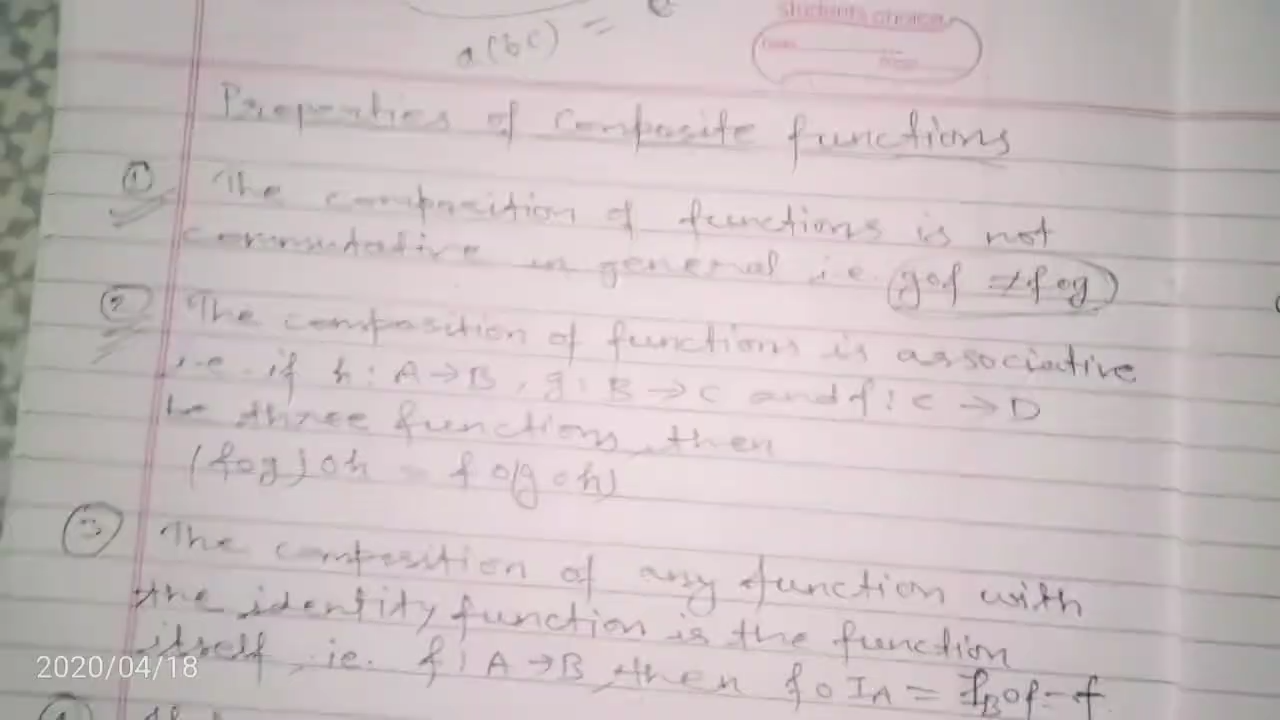 students choice
a(bc) =
Properties of Composite functions
① The composition of functions is not
commutative in general i.e. gof ≠ fog
② The composition of functions is associative
i.e. if h : A → B, g : B → C and f : C → D
be three functions, then
(fog)oh = fo(goh)
③ The composition of any function with
the identity function is the function
itself, ie. f : A → B, then foI_A = I_Bof = f
2020/04/18